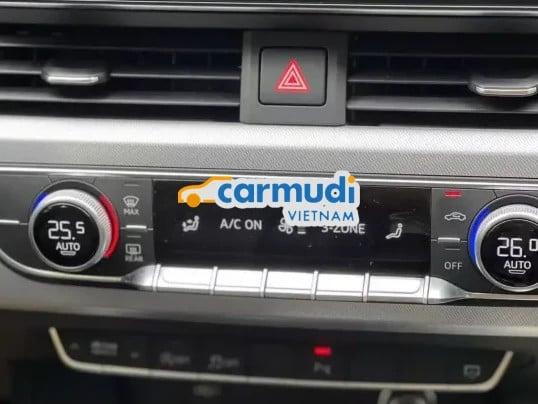 carmudi
VIETNAM
MAX
25.5
AUTO
REAR
A/C ON
3-ZONE
26.0
AUTO
OFF